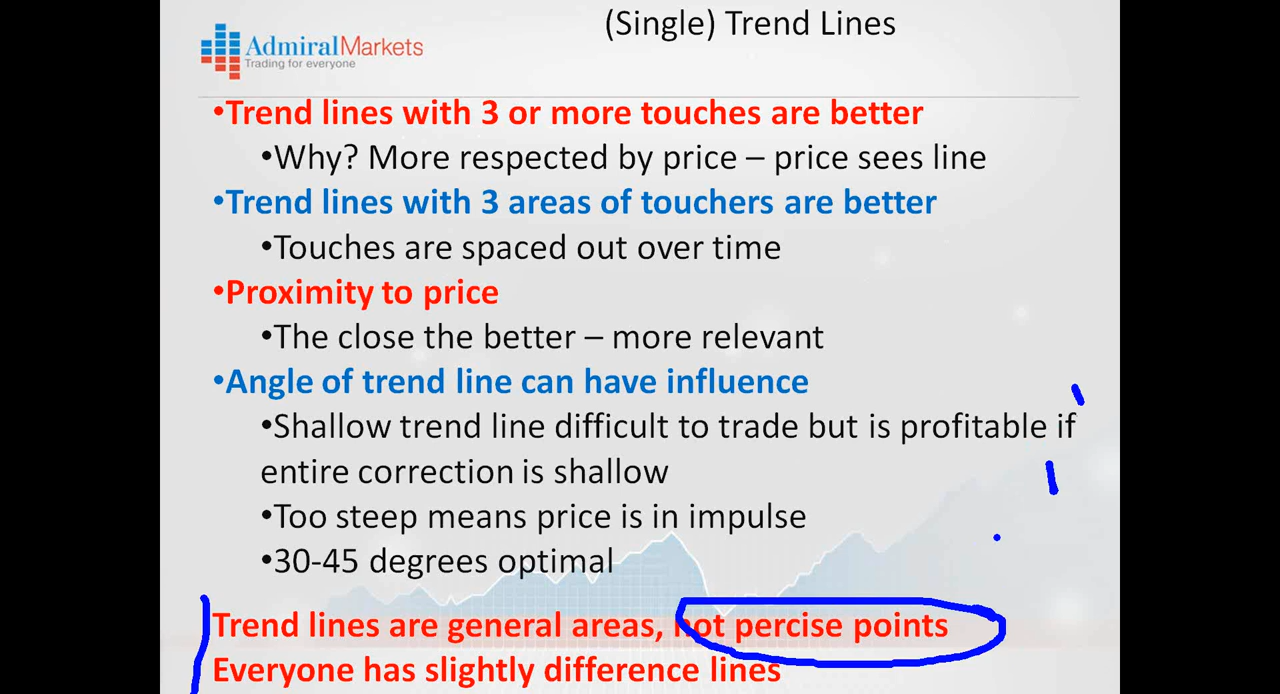 (Single) Trend Lines
AdmiralMarkets
Trading for everyone
•Trend lines with 3 or more touches are better
•Why? More respected by price – price sees line
•Trend lines with 3 areas of touchers are better
•Touches are spaced out over time
•Proximity to price
•The close the better – more relevant
•Angle of trend line can have influence
•Shallow trend line difficult to trade but is profitable if
entire correction is shallow
•Too steep means price is in impulse
•30-45 degrees optimal
Trend lines are general areas, not percise points
Everyone has slightly difference lines